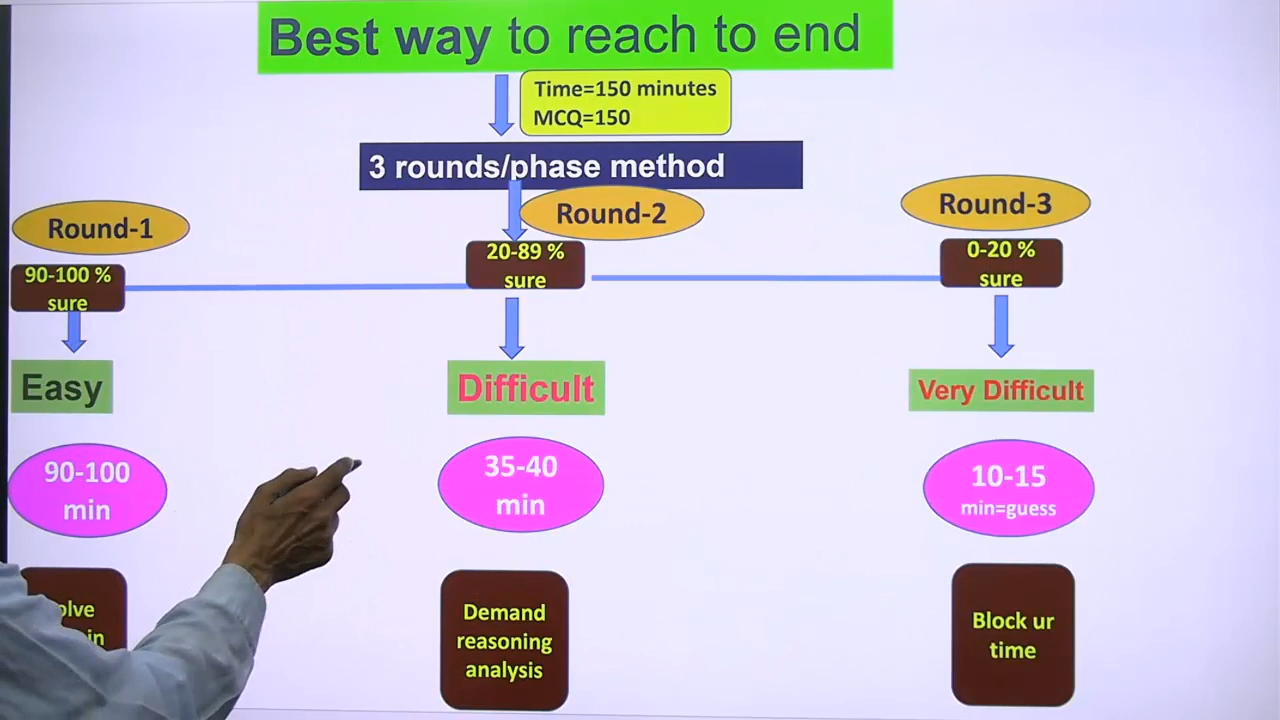 Best way to reach to end
Time=150 minutes
MCQ=150
3 rounds/phase method
Round-1
Round-2
Round-3
90-100 %
sure
20-89 %
sure
0-20 %
sure
Easy
Difficult
Very Difficult
90-100
min
35-40
min
10-15
min=guess
Demand
reasoning
analysis
Block ur
time